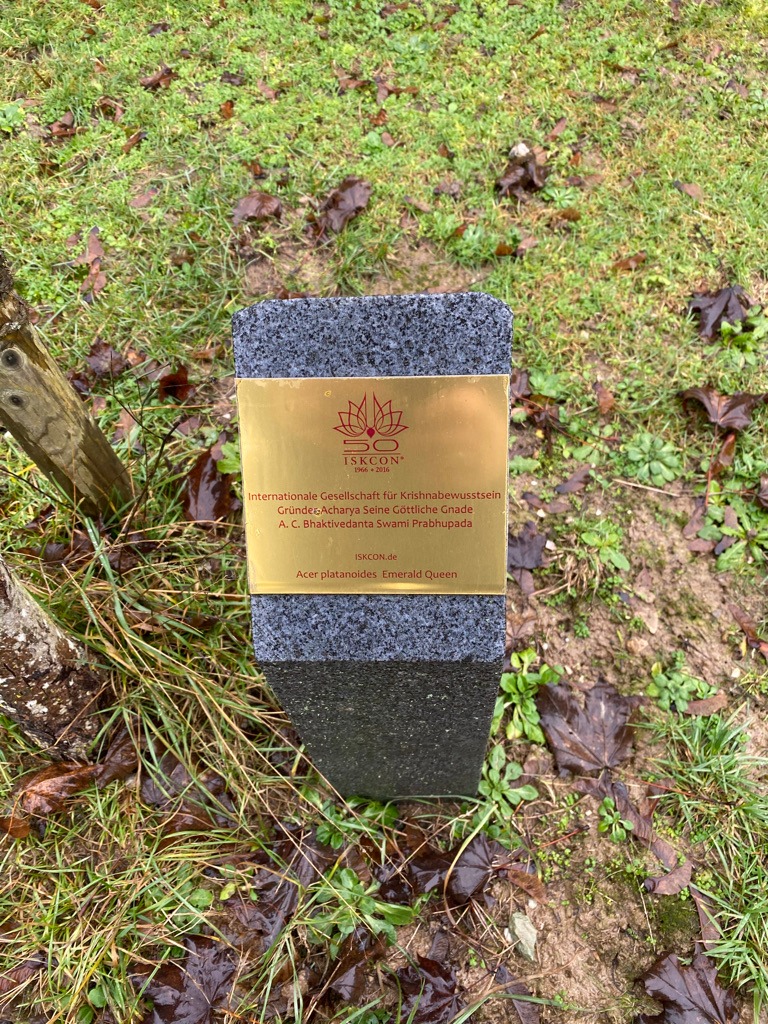 50
ISKCON®
1966 • 2016
Internationale Gesellschaft für Krishnabewusstsein
Gründer-Acharya Seine Göttliche Gnade
A. C. Bhaktivedanta Swami Prabhupada
ISKCON.de
Acer platanoides Emerald Queen